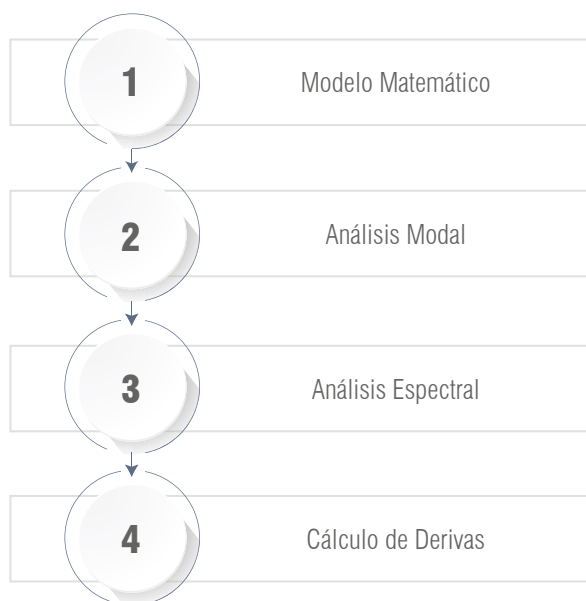 1 Modelo Matemático
2 Análisis Modal
3 Análisis Espectral
4 Cálculo de Derivas